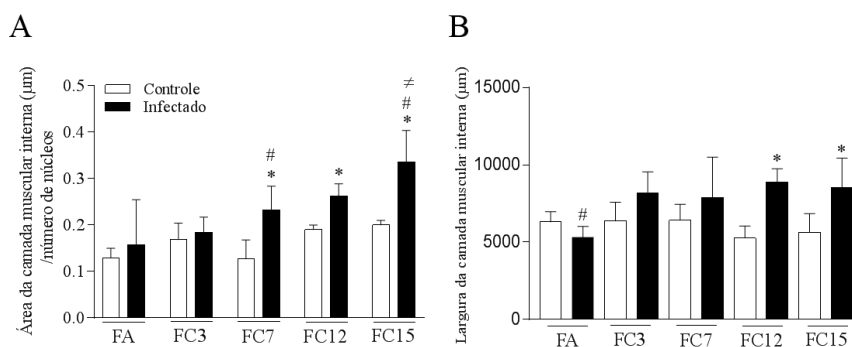 A
Área da camada muscular interna (µm)
/número de núcleos
0.5
0.4
0.3
0.2
0.1
0.0
Controle
Infectado
#
*
*
≠
#
*
FA FC3 FC7 FC12 FC15
B
Largura da camada muscular interna (µm)
15000
10000
5000
0
#
*
*
FA FC3 FC7 FC12 FC15